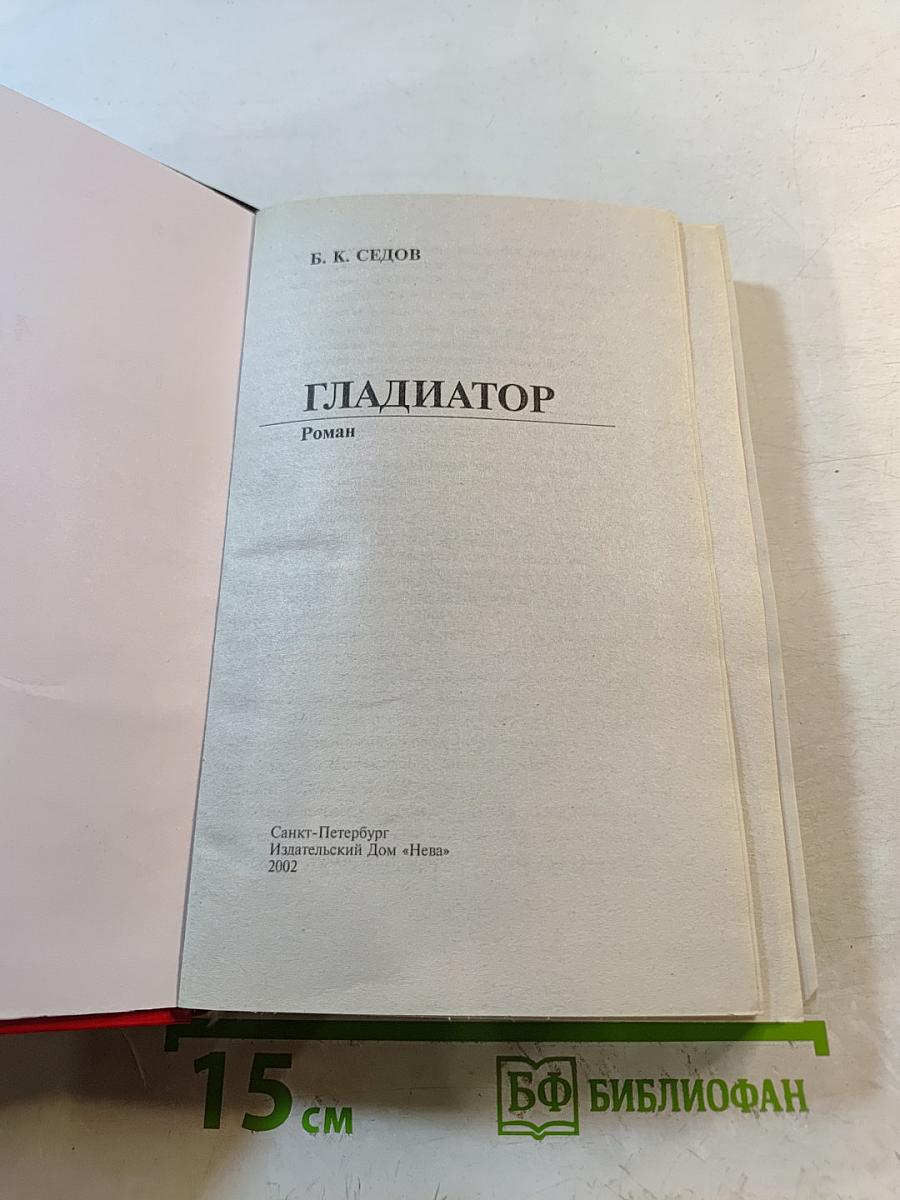 Б. К. СЕДОВ
ГЛАДИАТОР
Роман
Санкт-Петербург
Издательский Дом «Нева»
2002
15 см
БФ БИБЛИОФАН